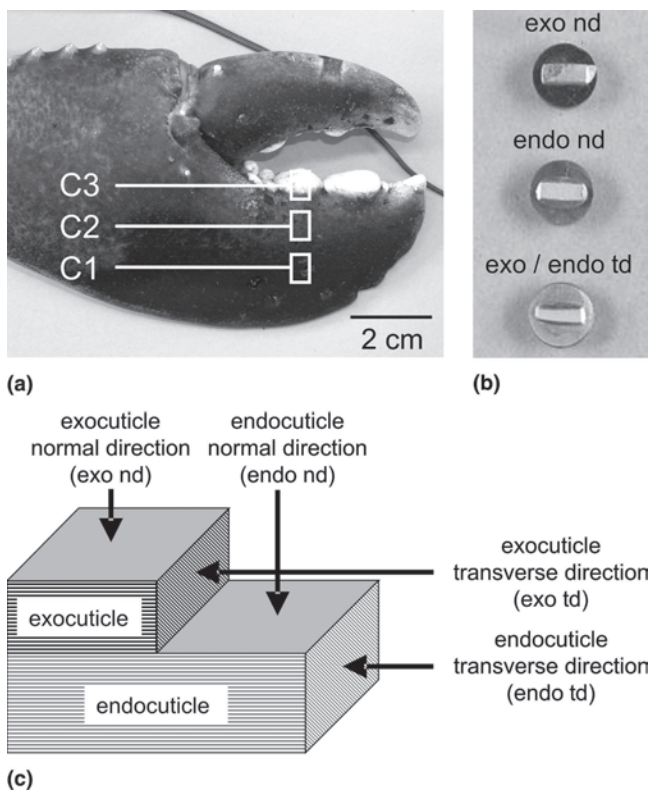 C3
C2
C1
2 cm
(a)
exo nd
endo nd
exo / endo td
(b)
exocuticle
normal direction
(exo nd)
endocuticle
normal direction
(endo nd)
exocuticle
transverse direction
(exo td)
endocuticle
transverse direction
(endo td)
exocuticle
endocuticle
(c)